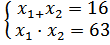 x₁₊x₂ = 16
x₁ · x₂ = 63